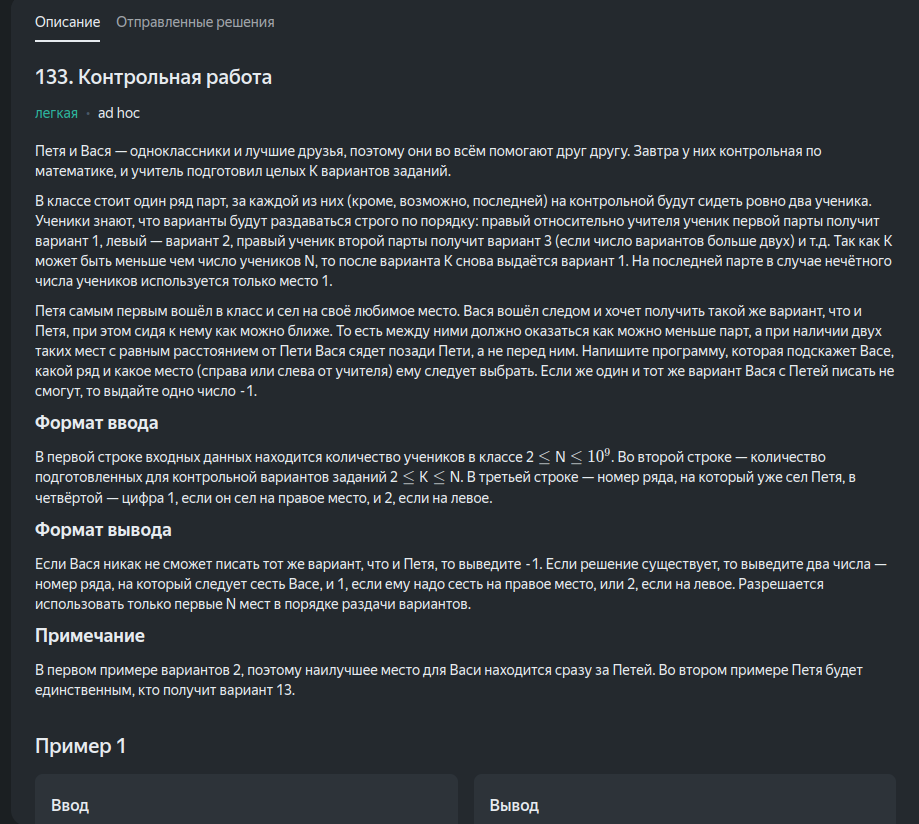 Описание Отправленные решения
133. Контрольная работа
легкая · ad hoc
Петя и Вася — одноклассники и лучшие друзья, поэтому они во всём помогают друг другу. Завтра у них контрольная по
математике, и учитель подготовил целых K вариантов заданий.
В классе стоит один ряд парт, за каждой из них (кроме, возможно, последней) на контрольной будут сидеть ровно два ученика.
Ученики знают, что варианты будут раздаваться строго по порядку: правый относительно учителя ученик первой парты получит
вариант 1, левый — вариант 2, правый ученик второй парты получит вариант 3 (если число вариантов больше двух) и т.д. Так как K
может быть меньше чем число учеников N, то после варианта K снова выдаётся вариант 1. На последней парте в случае нечётного
числа учеников используется только место 1.
Петя самым первым вошёл в класс и сел на своё любимое место. Вася вошёл следом и хочет получить такой же вариант, что и
Петя, при этом сидя к нему как можно ближе. То есть между ними должно оказаться как можно меньше парт, а при наличии двух
таких мест с равным расстоянием от Пети Вася сядет позади Пети, а не перед ним. Напишите программу, которая подскажет Васе,
какой ряд и какое место (справа или слева от учителя) ему следует выбрать. Если же один и тот же вариант Вася с Петей писать не
смогут, то выдайте одно число -1.
Формат ввода
В первой строке входных данных находится количество учеников в классе 2 ≤ N ≤ 10⁹. Во второй строке — количество
подготовленных для контрольной вариантов заданий 2 ≤ K ≤ N. В третьей строке — номер ряда, на который уже сел Петя, в
четвёртой — цифра 1, если он сел на правое место, и 2, если на левое.
Формат вывода
Если Вася никак не сможет писать тот же вариант, что и Петя, то выведите -1. Если решение существует, то выведите два числа —
номер ряда, на который следует сесть Васе, и 1, если ему надо сесть на правое место, или 2, если на левое. Разрешается
использовать только первые N мест в порядке раздачи вариантов.
Примечание
В первом примере вариантов 2, поэтому наилучшее место для Васи находится сразу за Петей. Во втором примере Петя будет
единственным, кто получит вариант 13.
Пример 1
Ввод Вывод